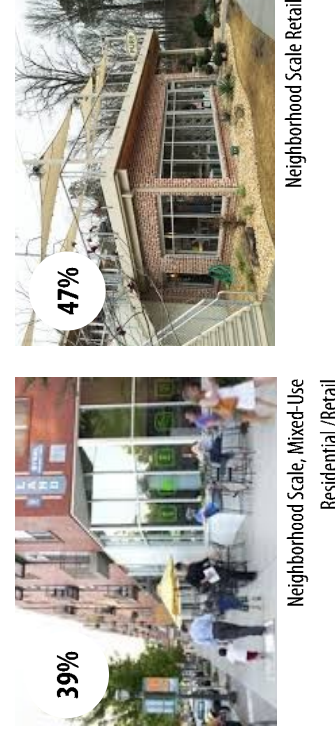 39%
Neighborhood Scale, Mixed-Use
Residential /Retail
47%
Neighborhood Scale Retail